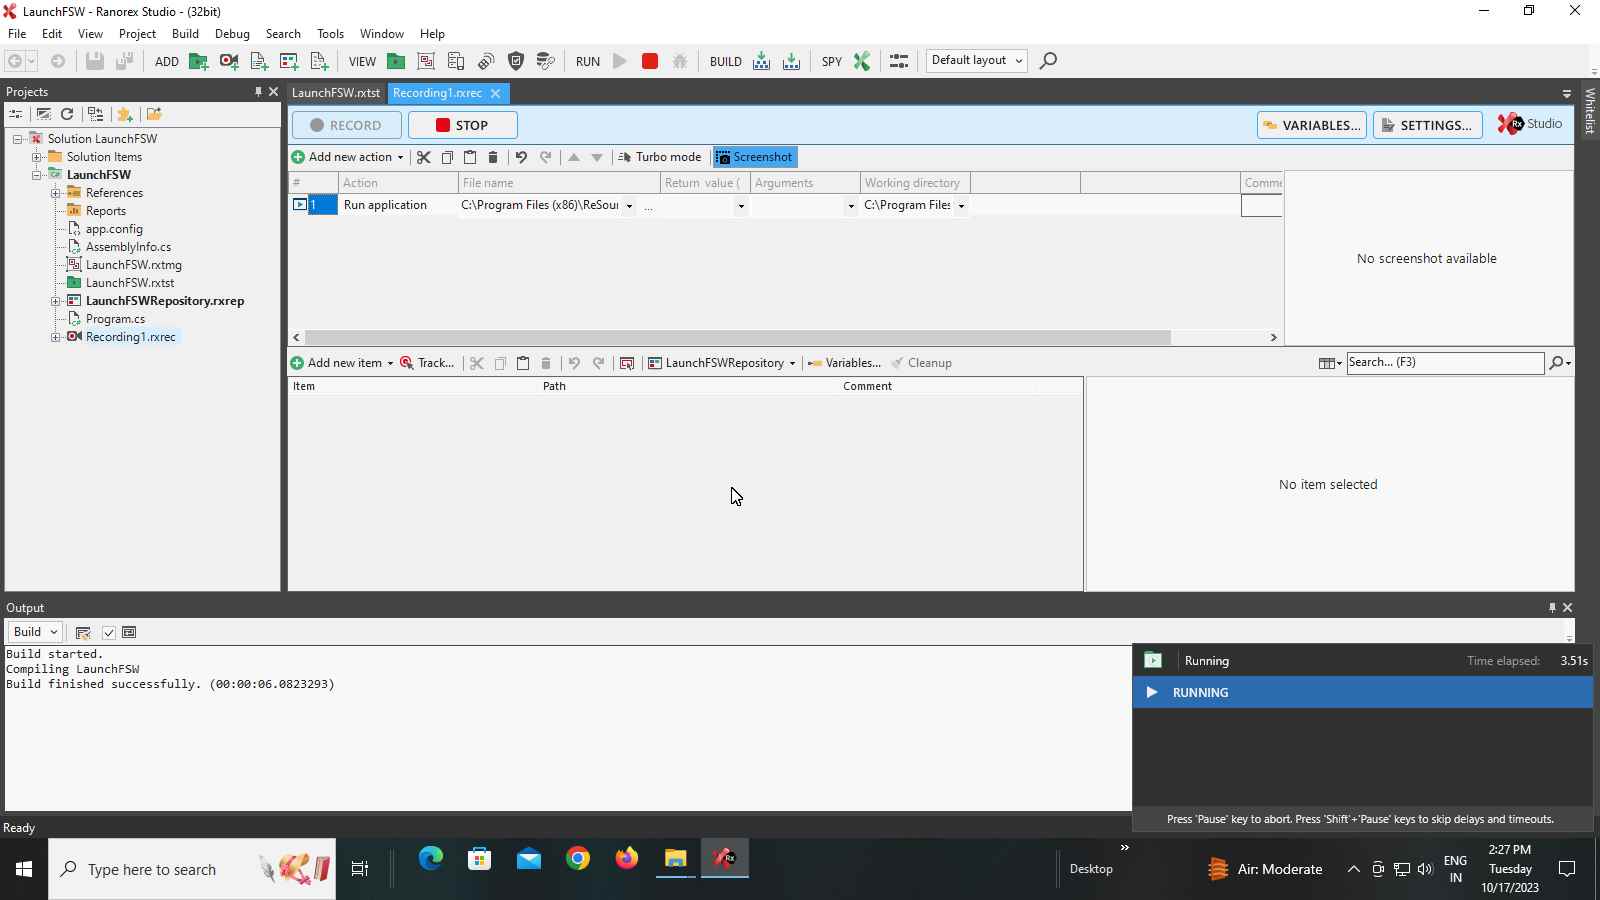 LaunchFSW - Ranorex Studio - (32bit)
File Edit View Project Build Debug Search Tools Window Help
ADD VIEW RUN BUILD SPY Default layout
Projects
LaunchFSW.rxtst Recording1.rxrec
Whitelist
RECORD STOP VARIABLES... SETTINGS... Rx Studio
Solution LaunchFSW
Solution Items
LaunchFSW
References
Reports
app.config
AssemblyInfo.cs
LaunchFSW.rxtmg
LaunchFSW.rxtst
LaunchFSWRepository.rxrep
Program.cs
Recording1.rxrec
Add new action Turbo mode Screenshot
# Action File name Return value ( Arguments Working directory Comme
1 Run application C:\Program Files (x86)\ReSour ... C:\Program Files
No screenshot available
Add new item Track... LaunchFSWRepository Variables... Cleanup Search... (F3)
Item Path Comment
No item selected
Output
Build
Build started.
Compiling LaunchFSW
Build finished successfully. (00:00:06.0823293)
Running Time elapsed: 3.51s
RUNNING
Press 'Pause' key to abort. Press 'Shift'+'Pause' keys to skip delays and timeouts.
Ready
Type here to search
Rx
Desktop
Air: Moderate
ENG
IN
2:27 PM
Tuesday
10/17/2023